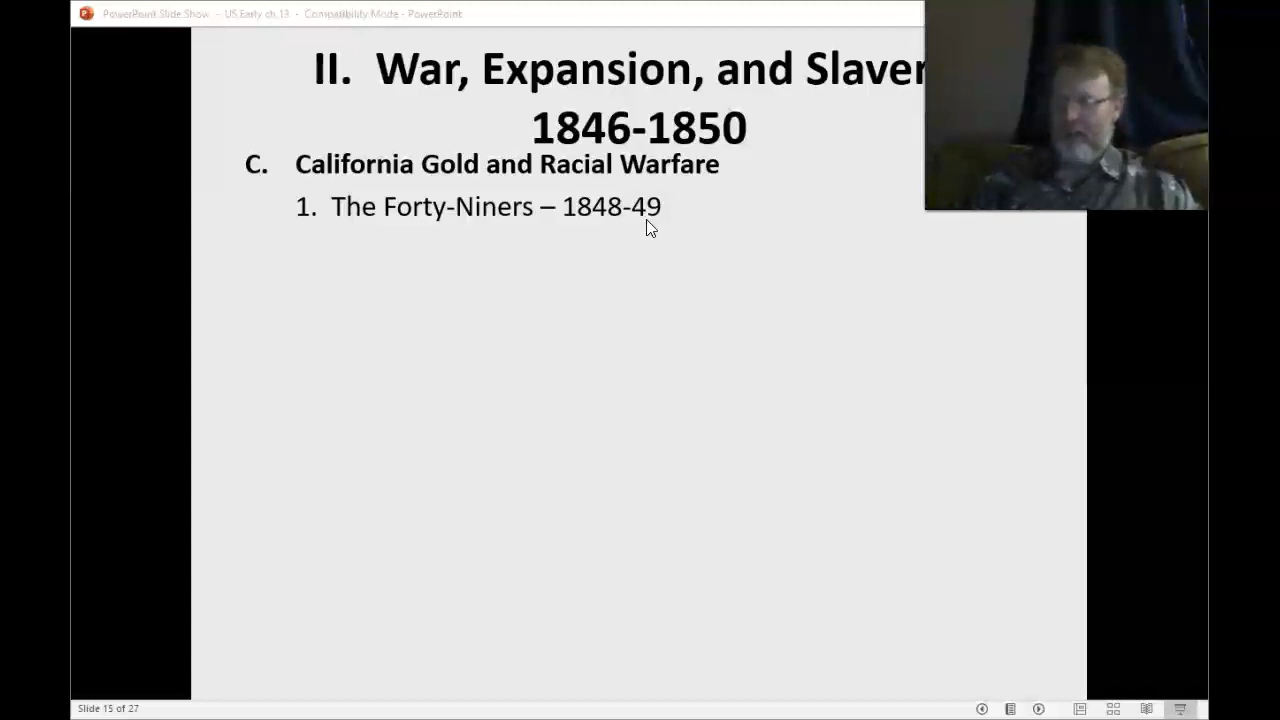 PowerPoint Slide Show - US Early ch 13 - Compatibility Mode - PowerPoint
II. War, Expansion, and Slaver
1846-1850
C. California Gold and Racial Warfare
1. The Forty-Niners – 1848-49
Slide 15 of 27